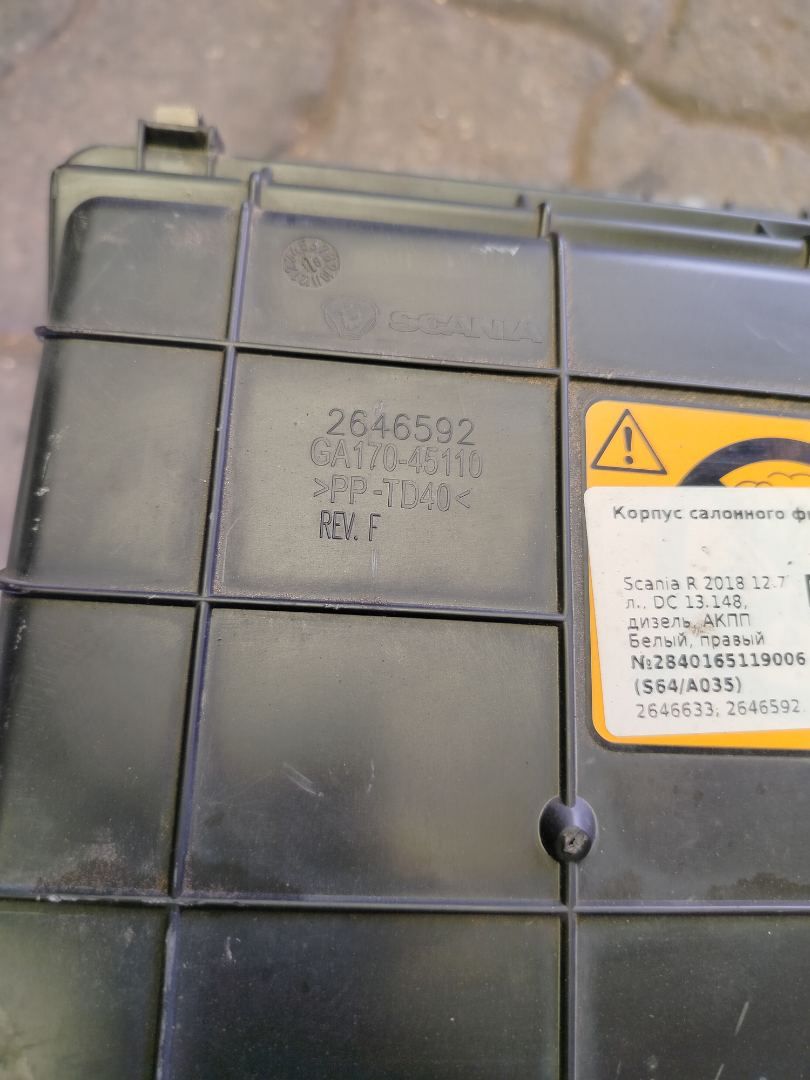 SCANIA
2646592
GA170-45110
>PP-TD40<
REV. F
Корпус салонного
Scania R 2018 12.7
л., DC 13.148,
дизель, АКПП
Белый, правый
№2840165119006
(S64/A035)
2646633; 2646592